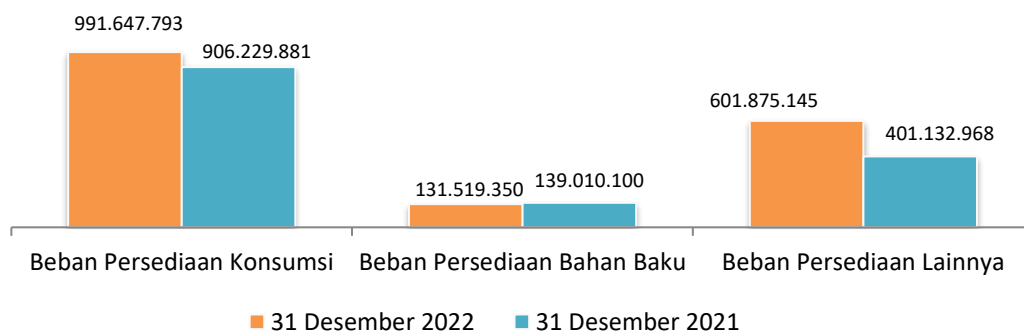 991.647.793
906.229.881
131.519.350
139.010.100
601.875.145
401.132.968
Beban Persediaan Konsumsi
Beban Persediaan Bahan Baku
Beban Persediaan Lainnya
31 Desember 2022
31 Desember 2021